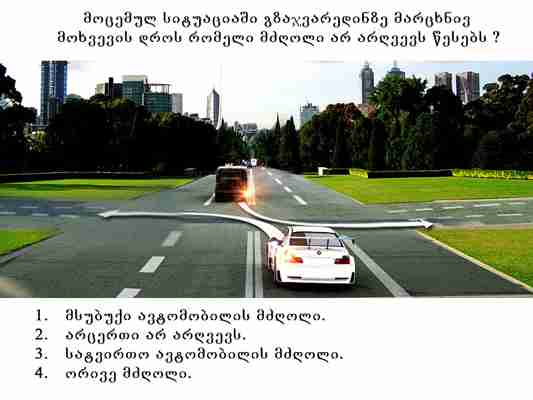 მოცემულ სიტუაციაში გზაჯვარედინზე მარცხნივ
მოხვევის დროს რომელი მძღოლი არ არღვევს წესებს ?
1. მსუბუქი ავტომობილის მძღოლი.
2. არცერთი არ არღვევს.
3. სატვირთო ავტომობილის მძღოლი.
4. ორივე მძღოლი.